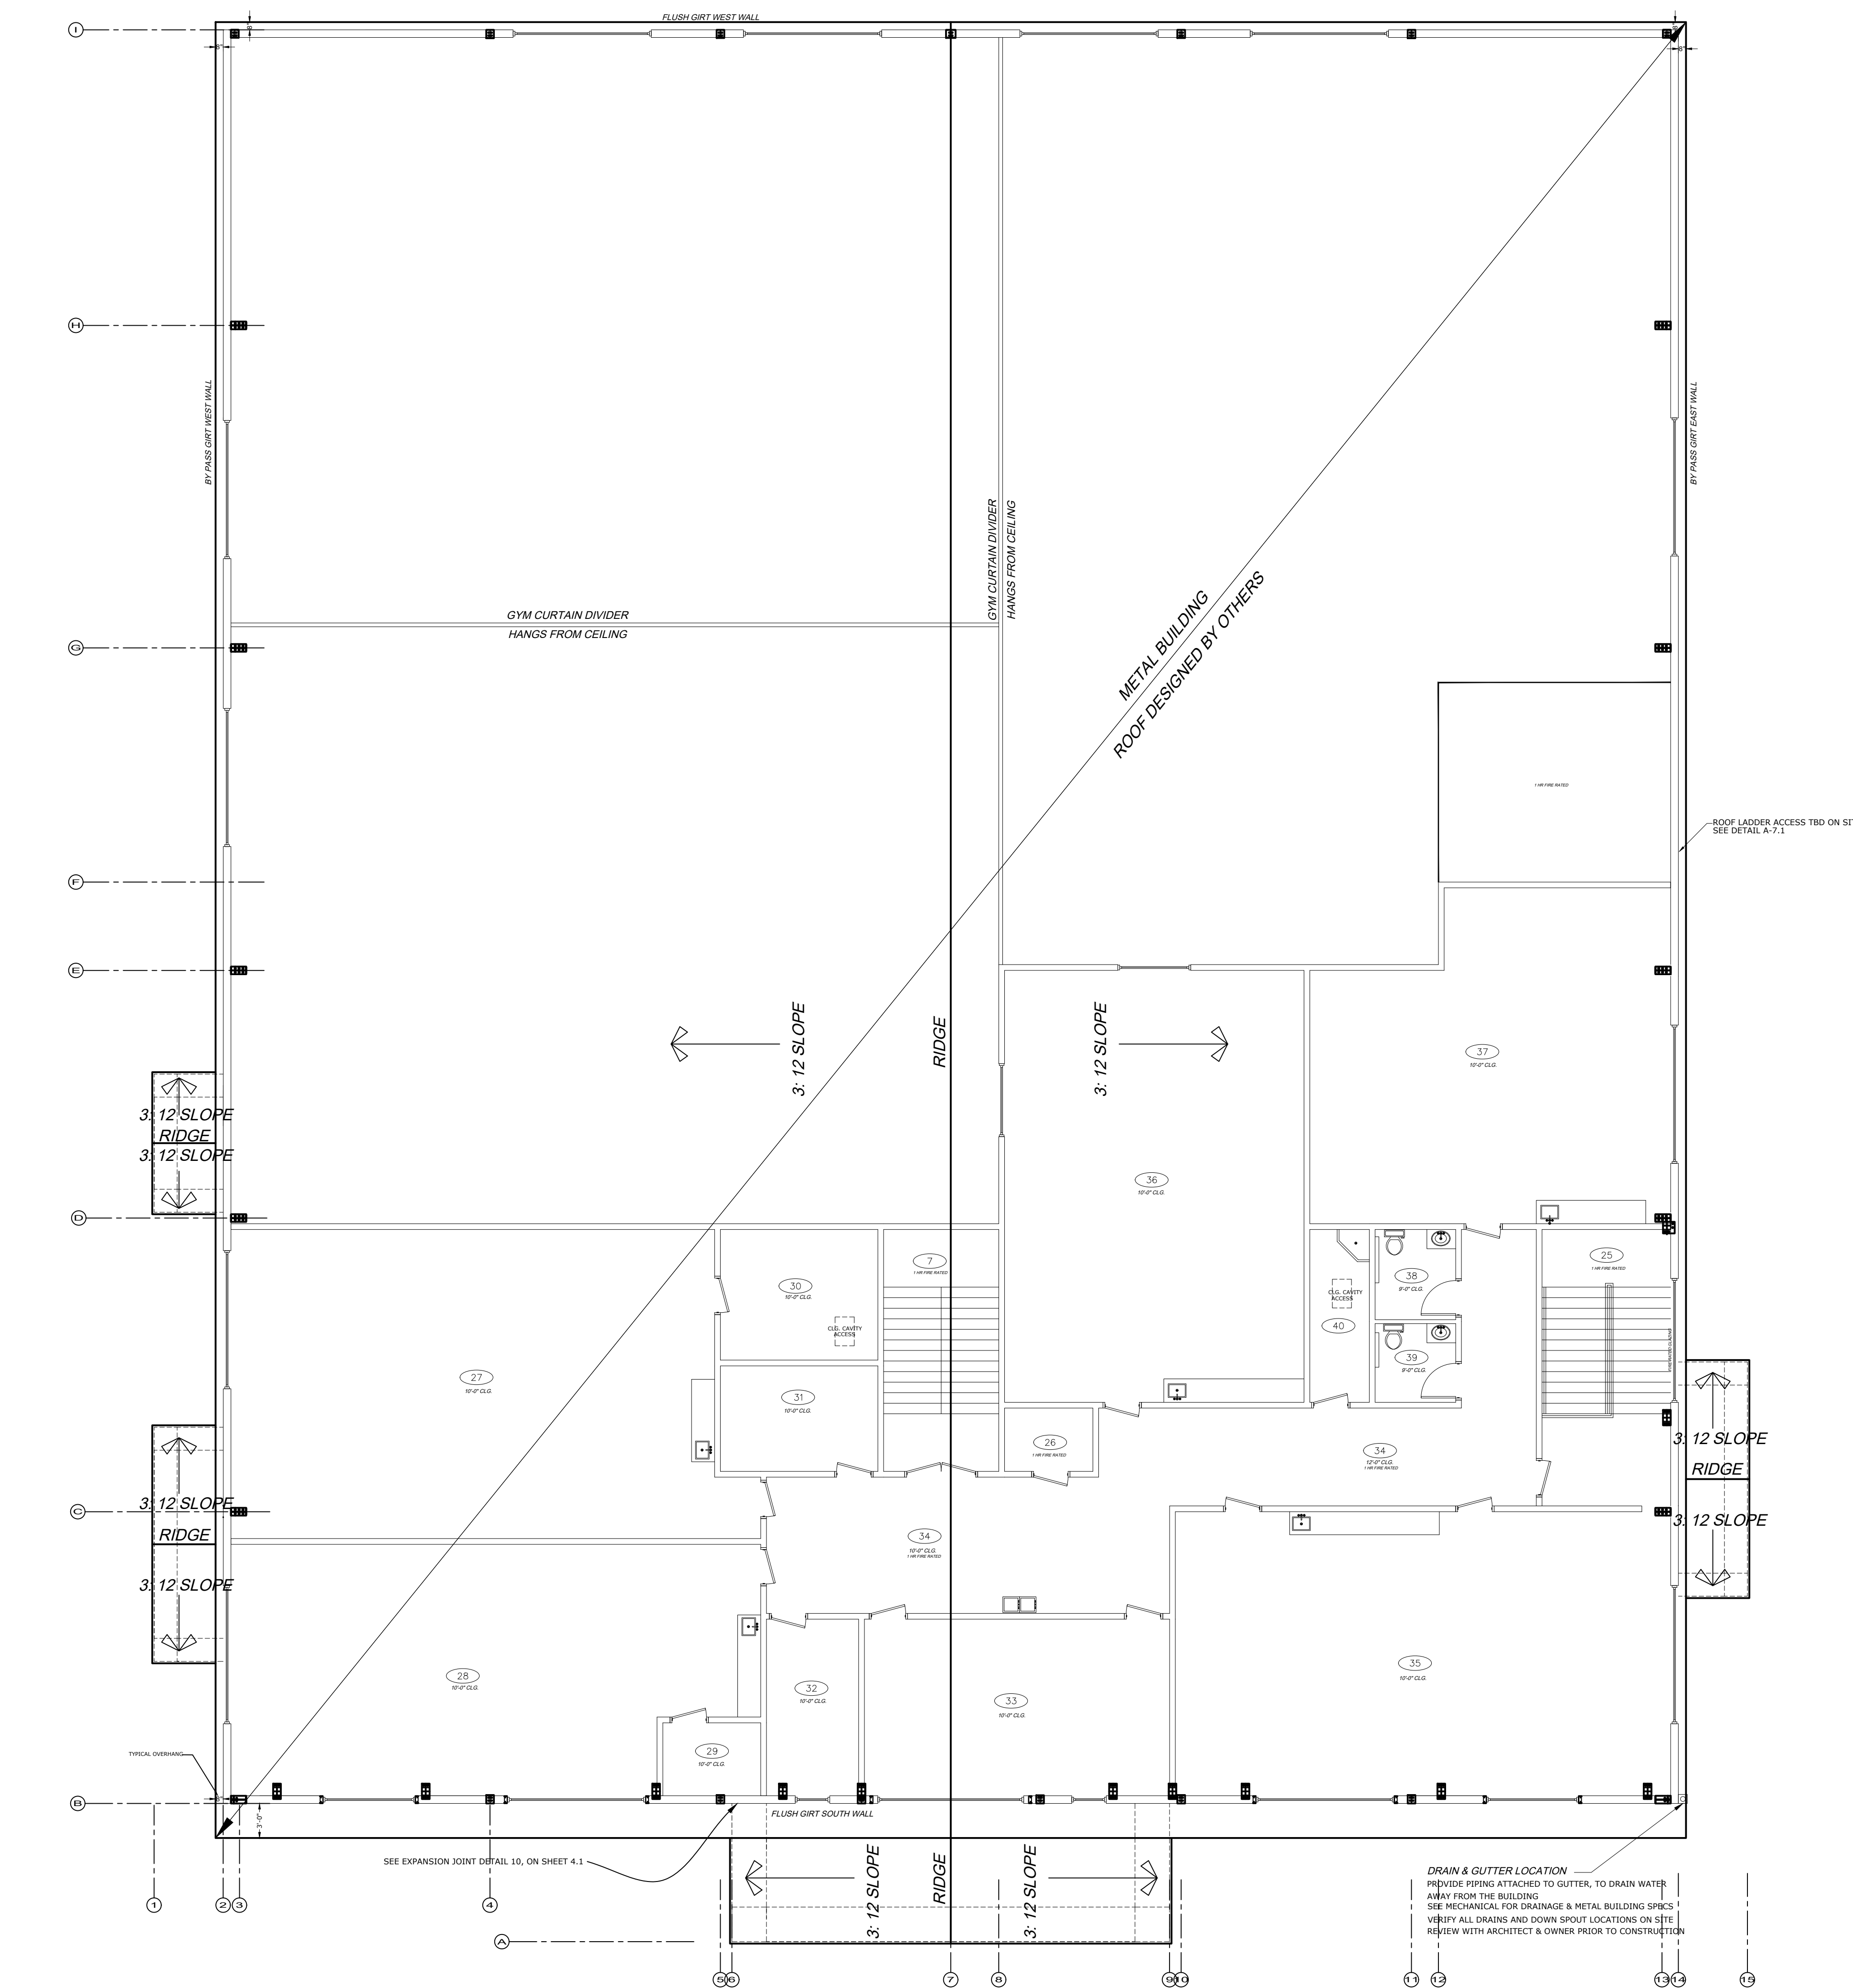 FLUSH GIRT WEST WALL
I
8"
8"
8"
8"
H
BY PASS GIRT WEST WALL
BY PASS GIRT EAST WALL
GYM CURTAIN DIVIDER
HANGS FROM CEILING
GYM CURTAIN DIVIDER
HANGS FROM CEILING
METAL BUILDING
ROOF DESIGNED BY OTHERS
G
1 HR FIRE RATED
ROOF LADDER ACCESS TBD ON SIT
SEE DETAIL A-7.1
F
E
3: 12 SLOPE
RIDGE
3: 12 SLOPE
37
10'-0" CLG.
3: 12 SLOPE
RIDGE
3: 12 SLOPE
36
10'-0" CLG.
D
7
1 HR FIRE RATED
25
1 HR FIRE RATED
30
10'-0" CLG.
38
9'-0" CLG.
CLG. CAVITY
ACCESS
CLG. CAVITY
ACCESS
40
39
9'-0" CLG.
27
10'-0" CLG.
31
10'-0" CLG.
26
1 HR FIRE RATED
34
12'-0" CLG.
1 HR FIRE RATED
3: 12 SLOPE
RIDGE
3: 12 SLOPE
C
3: 12 SLOPE
RIDGE
3: 12 SLOPE
34
10'-0" CLG.
1 HR FIRE RATED
35
10'-0" CLG.
28
10'-0" CLG.
32
10'-0" CLG.
33
10'-0" CLG.
29
10'-0" CLG.
TYPICAL OVERHANG
B
8"
3'-0"
FLUSH GIRT SOUTH WALL
SEE EXPANSION JOINT DETAIL 10, ON SHEET 4.1
3: 12 SLOPE
RIDGE
3: 12 SLOPE
DRAIN & GUTTER LOCATION
PROVIDE PIPING ATTACHED TO GUTTER, TO DRAIN WATER
AWAY FROM THE BUILDING
SEE MECHANICAL FOR DRAINAGE & METAL BUILDING SPECS
VERIFY ALL DRAINS AND DOWN SPOUT LOCATIONS ON SITE
REVIEW WITH ARCHITECT & OWNER PRIOR TO CONSTRUCTION
1 2 3 4
A
5 6 7 8 9 10 11 12 13 14 15